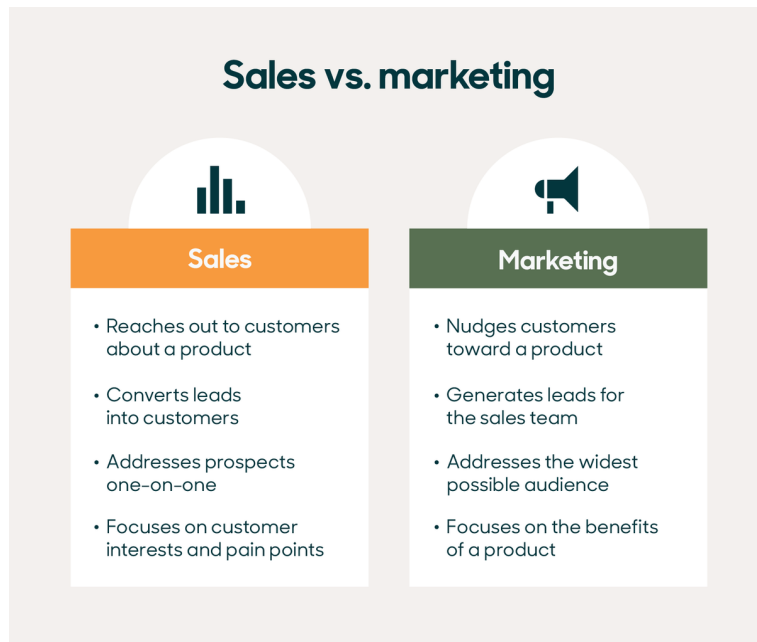 Sales vs. marketing
Sales
• Reaches out to customers
about a product
• Converts leads
into customers
• Addresses prospects
one-on-one
• Focuses on customer
interests and pain points
Marketing
• Nudges customers
toward a product
• Generates leads for
the sales team
• Addresses the widest
possible audience
• Focuses on the benefits
of a product